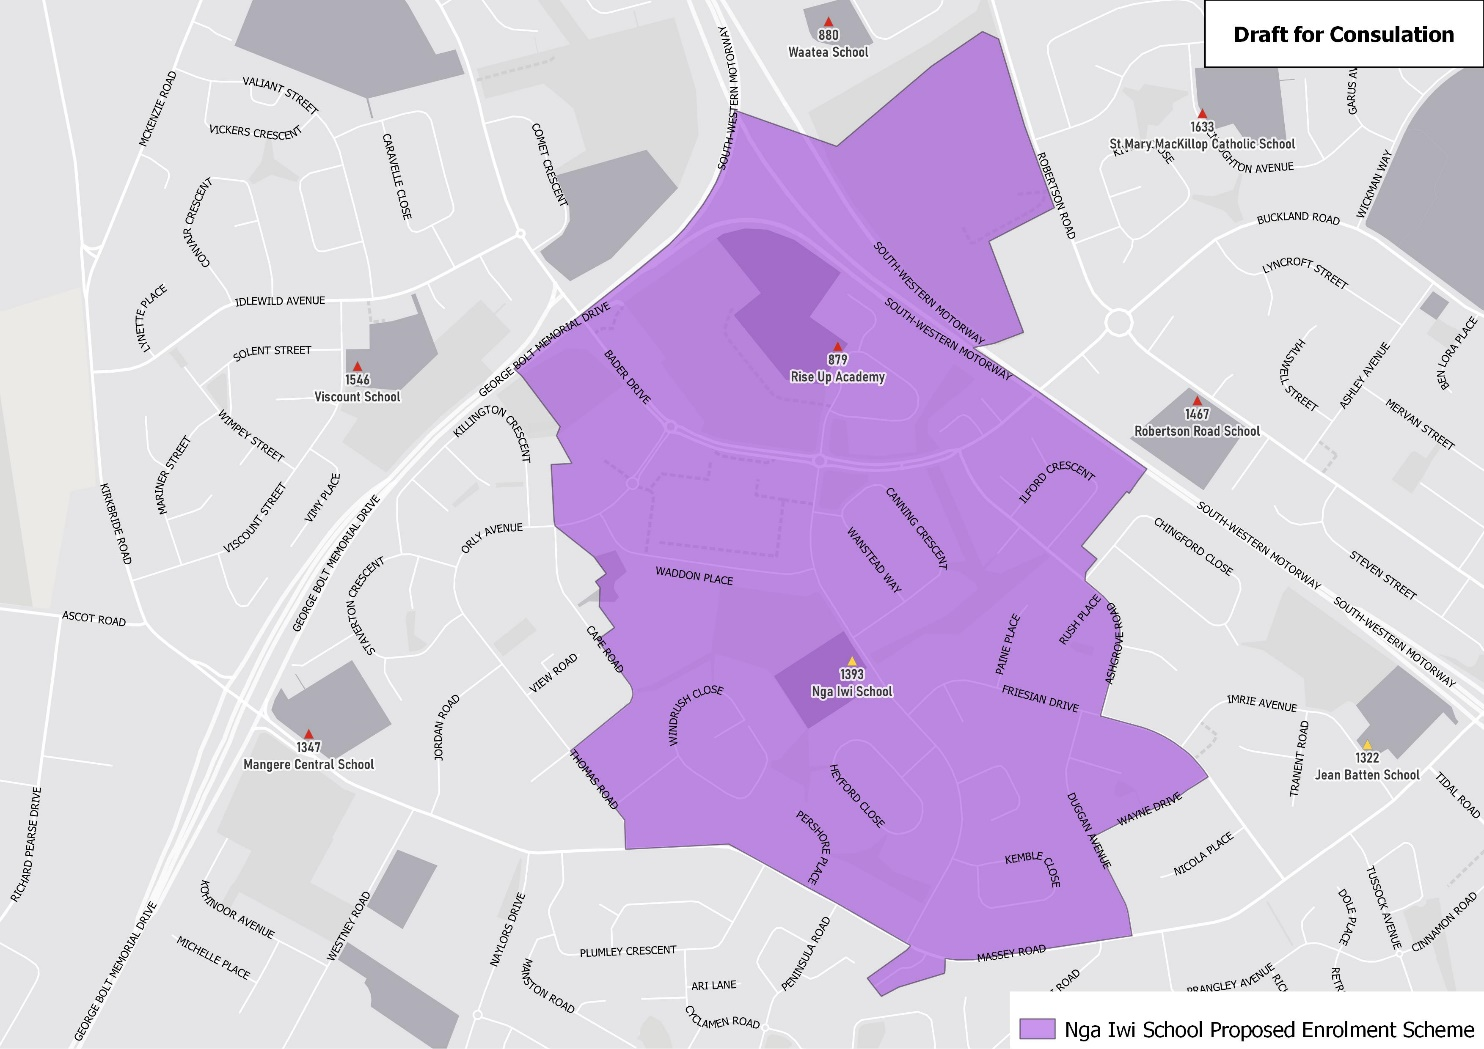 Draft for Consulation
880
Waatea School
SOUTH-WESTERN MOTORWAY
MCKENZIE ROAD
VALIANT STREET
VICKERS CRESCENT
CARAVELLE CLOSE
COMET CRESCENT
GARUS AV
1633
St Mary MacKillop Catholic School
GHTON AVENUE
WICKMAN WAY
ROBERTSON ROAD
BUCKLAND ROAD
CONVAIR CRESCENT
LYNCROFT STREET
LYNETTE PLACE
IDLEWILD AVENUE
SOUTH-WESTERN MOTORWAY
SOUTH-WESTERN MOTORWAY
GEORGE BOLT MEMORIAL DRIVE
BADER DRIVE
879
Rise Up Academy
SOLENT STREET
1546
Viscount School
HALSWELL STREET
ASHLEY AVENUE
BEN LORA PLACE
MERVAN STREET
1467
Robertson Road School
KILLINGTON CRESCENT
WIMPEY STREET
MARINER STREET
VISCOUNT STREET
VIMY PLACE
KIRKBRIDE ROAD
GEORGE BOLT MEMORIAL DRIVE
ORLY AVENUE
STAVERTON CRESCENT
ILFORD CRESCENT
CANNING CRESCENT
WANSTEAD WAY
WADDON PLACE
CHINGFORD CLOSE
SOUTH-WESTERN MOTORWAY
STEVEN STREET
SOUTH-WESTERN MOTORWAY
ASCOT ROAD
CAPE ROAD
VIEW ROAD
PAINE PLACE
RUSH PLACE
ASHGROVE ROAD
1393
Nga Iwi School
FRIESIAN DRIVE
WINDRUSH CLOSE
JORDAN ROAD
1347
Mangere Central School
THOMAS ROAD
IMRIE AVENUE
TRANENT ROAD
1322
Jean Batten School
TIDAL ROAD
HEYFORD CLOSE
PERSHORE PLACE
DUGGAN AVENUE
WAYNE DRIVE
NICOLA PLACE
KEMBLE CLOSE
RICHARD PEARSE DRIVE
KOHINOOR AVENUE
MICHELLE PLACE
WESTNEY ROAD
GEORGE BOLT MEMORIAL DRIVE
NAYLORS DRIVE
MANSTON ROAD
PLUMLEY CRESCENT
ARI LANE
CYCLAMEN ROAD
PENINSULA ROAD
MASSEY ROAD
ROAD
PRANGLEY AVENUE
RICH
RETR
DOLE PLACE
TUSSOCK AVENUE
CINNAMON ROAD
Nga Iwi School Proposed Enrolment Scheme